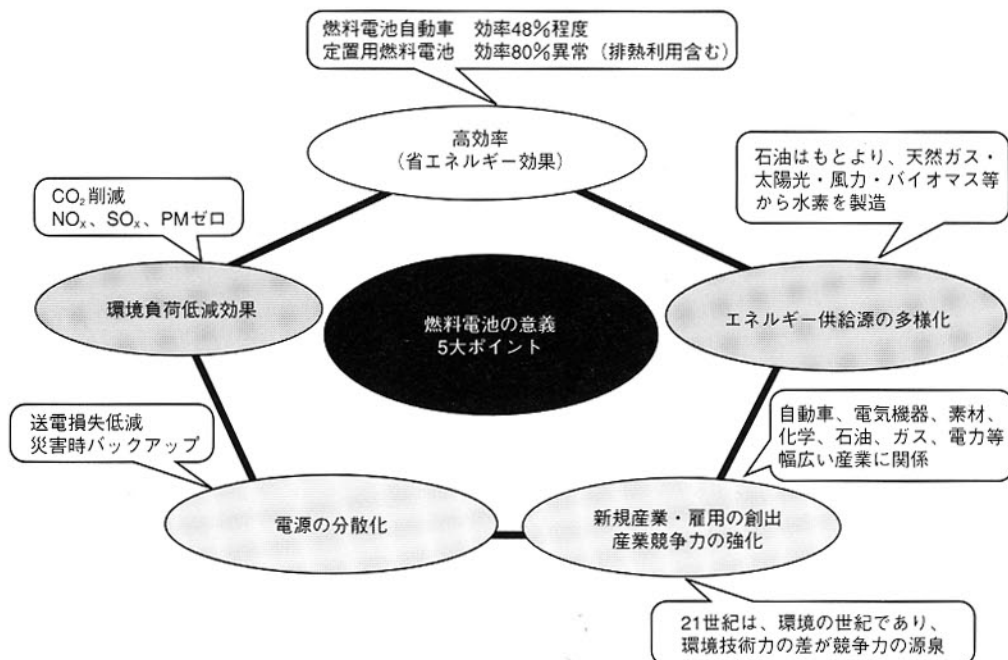 燃料電池自動車　効率48％程度
定置用燃料電池　効率80％異常（排熱利用含む）
高効率
（省エネルギー効果）
石油はもとより、天然ガス・
太陽光・風力・バイオマス等
から水素を製造
CO₂削減
NOₓ、SOₓ、PMゼロ
環境負荷低減効果
燃料電池の意義
5大ポイント
エネルギー供給源の多様化
送電損失低減
災害時バックアップ
自動車、電気機器、素材、
化学、石油、ガス、電力等
幅広い産業に関係
電源の分散化
新規産業・雇用の創出
産業競争力の強化
21世紀は、環境の世紀であり、
環境技術力の差が競争力の源泉